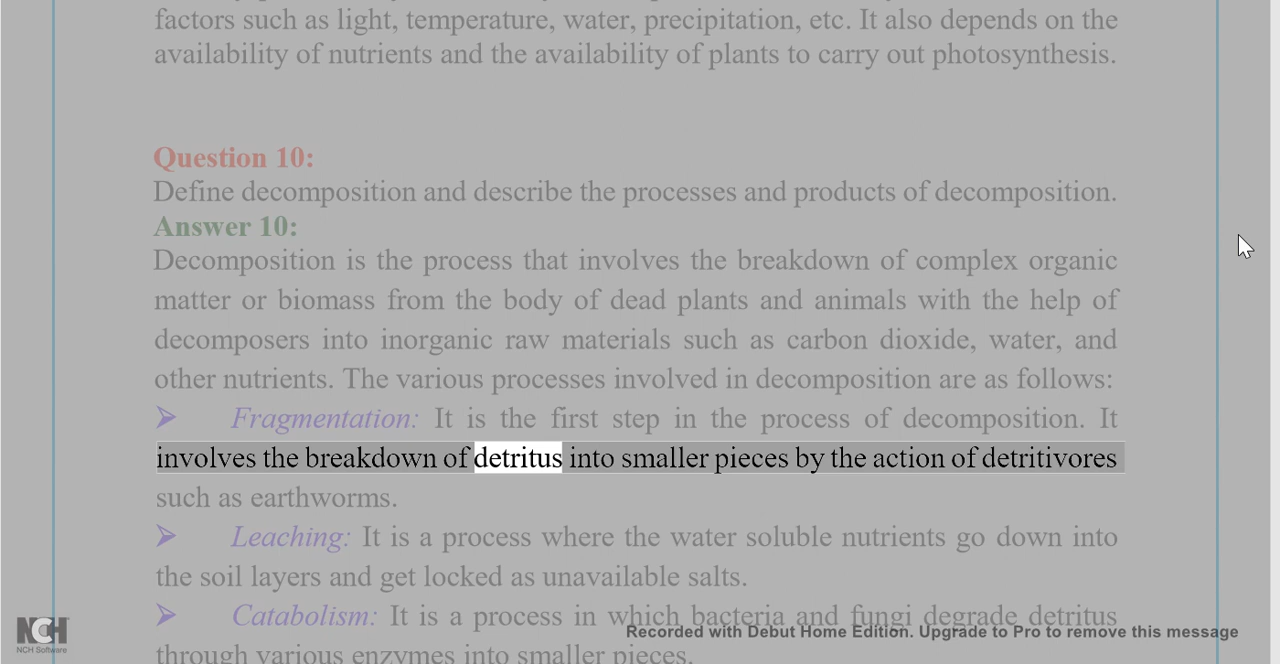 factors such as light, temperature, water, precipitation, etc. It also depends on the
availability of nutrients and the availability of plants to carry out photosynthesis.
Question 10:
Define decomposition and describe the processes and products of decomposition.
Answer 10:
Decomposition is the process that involves the breakdown of complex organic
matter or biomass from the body of dead plants and animals with the help of
decomposers into inorganic raw materials such as carbon dioxide, water, and
other nutrients. The various processes involved in decomposition are as follows:
➢ Fragmentation: It is the first step in the process of decomposition. It
involves the breakdown of detritus into smaller pieces by the action of detritivores
such as earthworms.
➢ Leaching: It is a process where the water soluble nutrients go down into
the soil layers and get locked as unavailable salts.
➢ Catabolism: It is a process in which bacteria and fungi degrade detritus
through various enzymes into smaller pieces.
NCH
NCH Software
Recorded with Debut Home Edition. Upgrade to Pro to remove this message